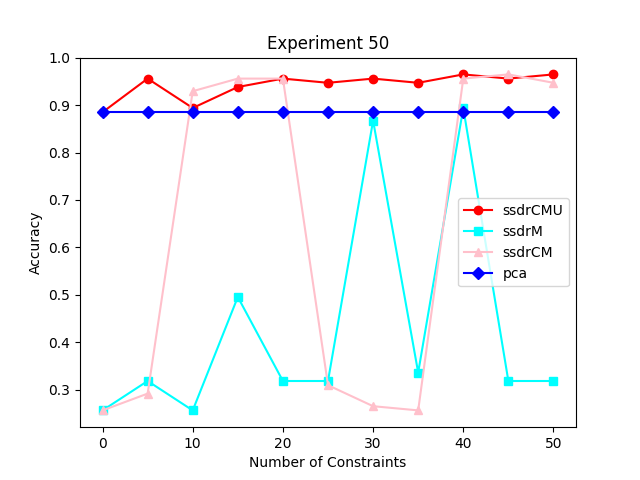 Experiment 50
Accuracy
1.0
0.9
0.8
0.7
0.6
0.5
0.4
0.3
ssdrCMU
ssdrM
ssdrCM
pca
0 10 20 30 40 50
Number of Constraints